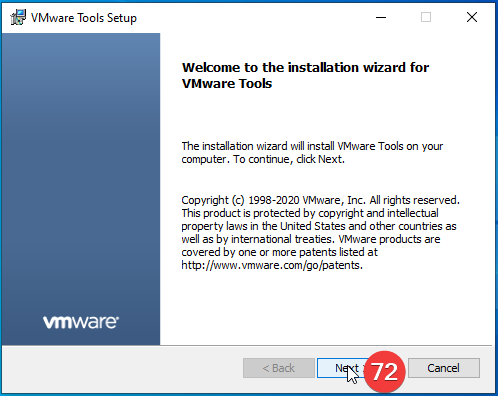 VMware Tools Setup
Welcome to the installation wizard for
VMware Tools
The installation wizard will install VMware Tools on your
computer. To continue, click Next.
Copyright (c) 1998-2020 VMware, Inc. All rights reserved.
This product is protected by copyright and intellectual
property laws in the United States and other countries as
well as by international treaties. VMware products are
covered by one or more patents listed at
http://www.vmware.com/go/patents.
vmware®
< Back Next > 72 Cancel